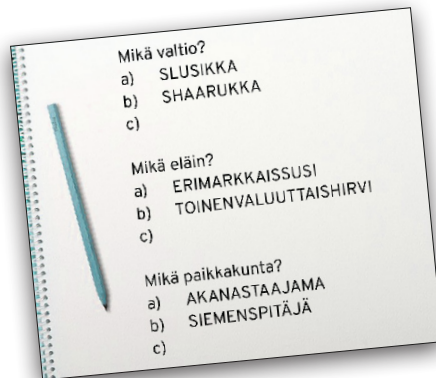 Mikä valtio?
a) SLUSIKKA
b) SHAARUKKA
c)
Mikä eläin?
a) ERIMARKKAISSUSI
b) TOINENVALUUTTAISHIRVI
c)
Mikä paikkakunta?
a) AKANASTAAJAMA
b) SIEMENSPITÄJÄ
c)